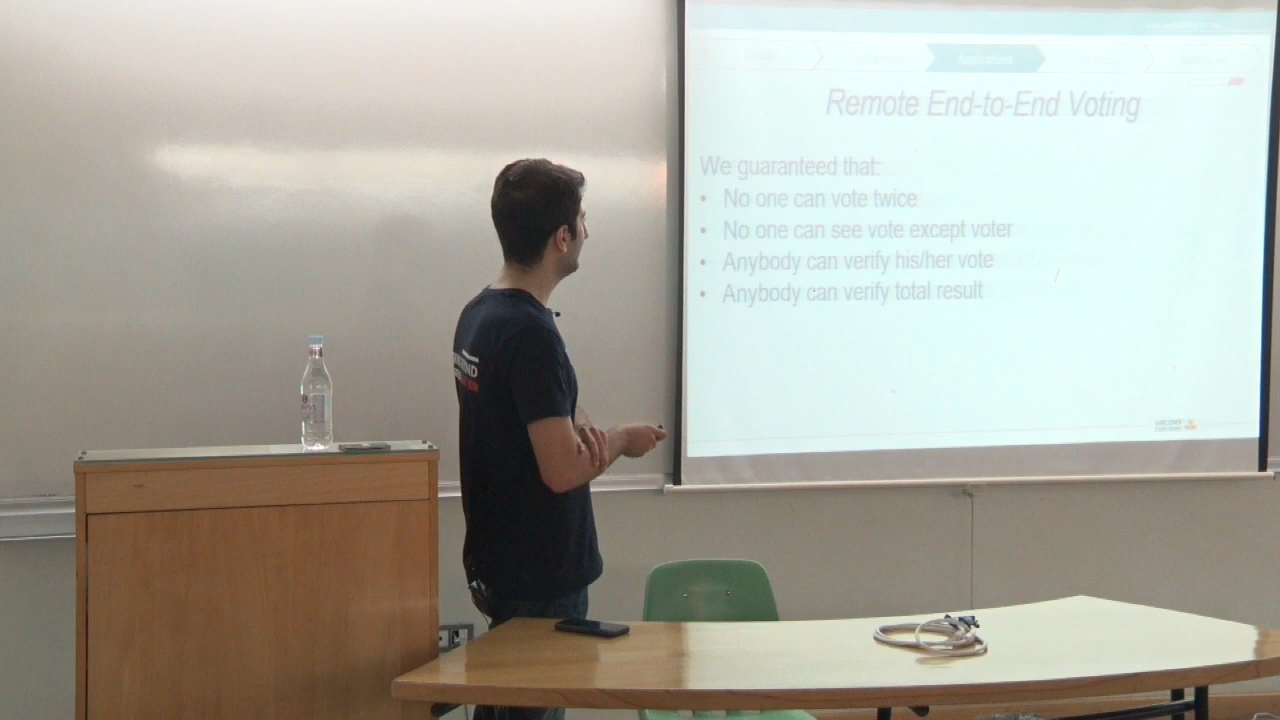 Applications
Remote End-to-End Voting
We guaranteed that:
• No one can vote twice
• No one can see vote except voter
• Anybody can verify his/her vote
• Anybody can verify total result